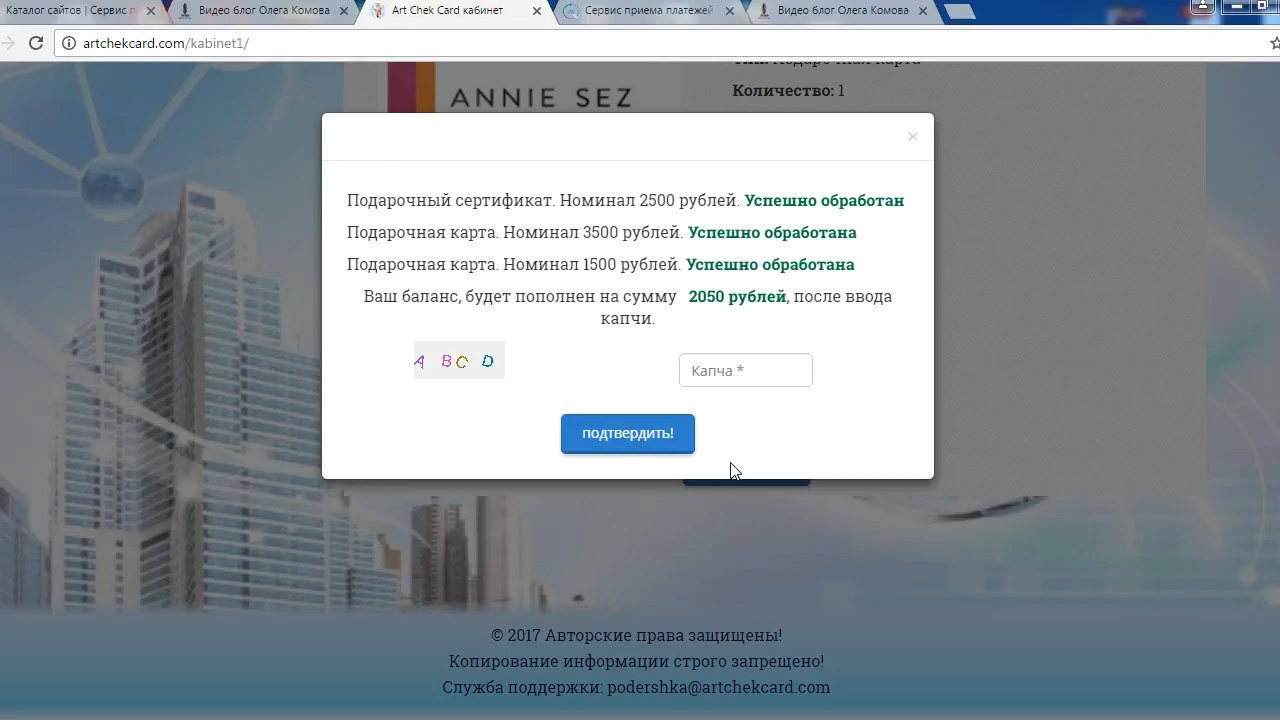 Каталог сайтов | Сервис п
Видео блог Олега Комова
Art Chek Card кабинет
Сервис приема платежей
Видео блог Олега Комова
artchekcard.com/kabinet1/
Тип: Подарочная карта
ANNIE SEZ
Количество: 1
×
Подарочный сертификат. Номинал 2500 рублей. Успешно обработан
Подарочная карта. Номинал 3500 рублей. Успешно обработана
Подарочная карта. Номинал 1500 рублей. Успешно обработана
Ваш баланс, будет пополнен на сумму 2050 рублей, после ввода
капчи.
A B C D
Капча *
подтвердить!
© 2017 Авторские права защищены!
Копирование информации строго запрещено!
Служба поддержки: podershka@artchekcard.com